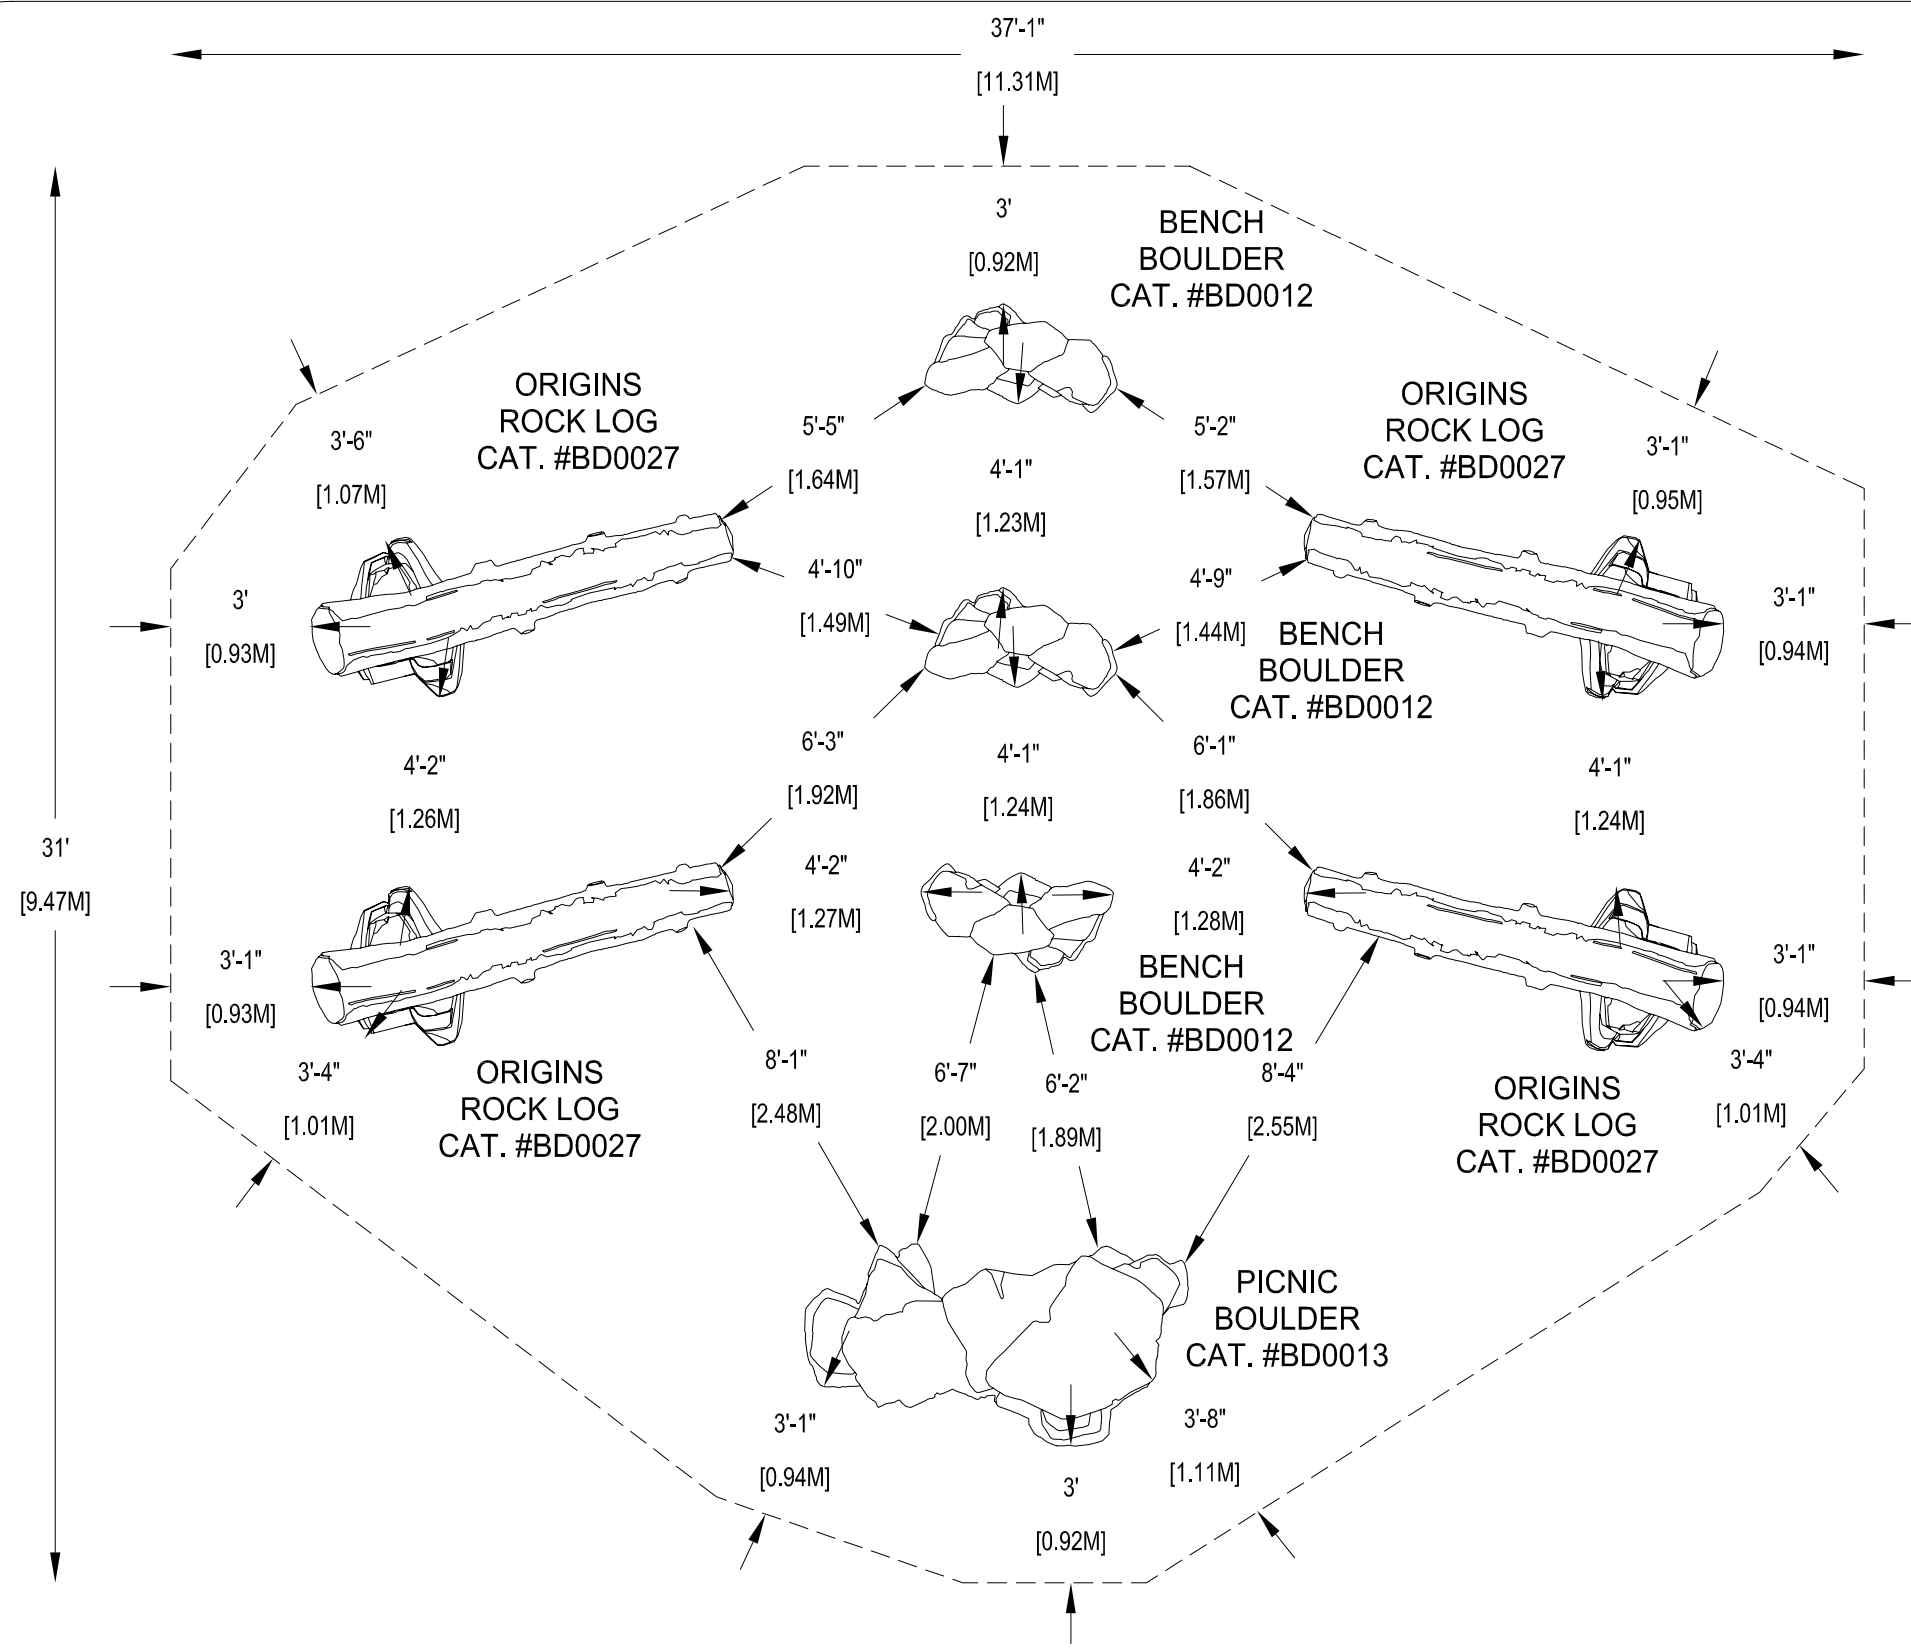 37'-1"
[11.31M]
3'
[0.92M]
BENCH
BOULDER
CAT. #BD0012
ORIGINS
ROCK LOG
CAT. #BD0027
ORIGINS
ROCK LOG
CAT. #BD0027
3'-6"
[1.07M]
5'-5"
[1.64M]
4'-1"
[1.23M]
5'-2"
[1.57M]
3'-1"
[0.95M]
3'
[0.93M]
4'-10"
[1.49M]
4'-9"
[1.44M]
BENCH
BOULDER
CAT. #BD0012
3'-1"
[0.94M]
4'-2"
[1.26M]
6'-3"
[1.92M]
4'-1"
[1.24M]
6'-1"
[1.86M]
4'-1"
[1.24M]
31'
[9.47M]
4'-2"
[1.27M]
4'-2"
[1.28M]
3'-1"
[0.93M]
BENCH
BOULDER
CAT. #BD0012
3'-1"
[0.94M]
3'-4"
[1.01M]
ORIGINS
ROCK LOG
CAT. #BD0027
8'-1"
[2.48M]
6'-7"
[2.00M]
6'-2"
[1.89M]
8'-4"
[2.55M]
ORIGINS
ROCK LOG
CAT. #BD0027
3'-4"
[1.01M]
PICNIC
BOULDER
CAT. #BD0013
3'-1"
[0.94M]
3'
[0.92M]
3'-8"
[1.11M]